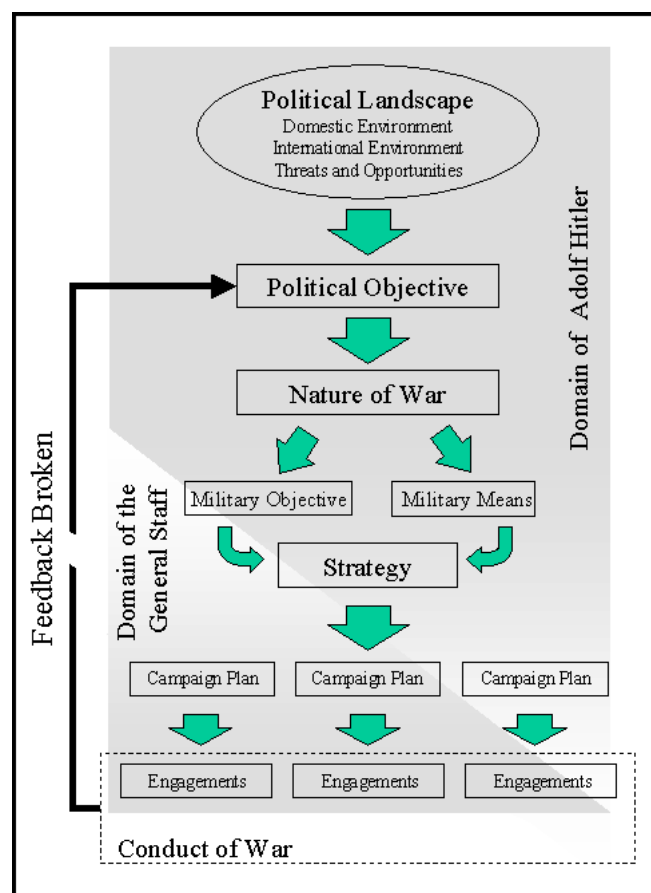 Political Landscape
Domestic Environment
International Environment
Threats and Opportunities
Political Objective
Nature of War
Military Objective
Military Means
Strategy
Campaign Plan
Campaign Plan
Campaign Plan
Engagements
Engagements
Engagements
Conduct of War
Feedback Broken
Domain of the
General Staff
Domain of Adolf Hitler